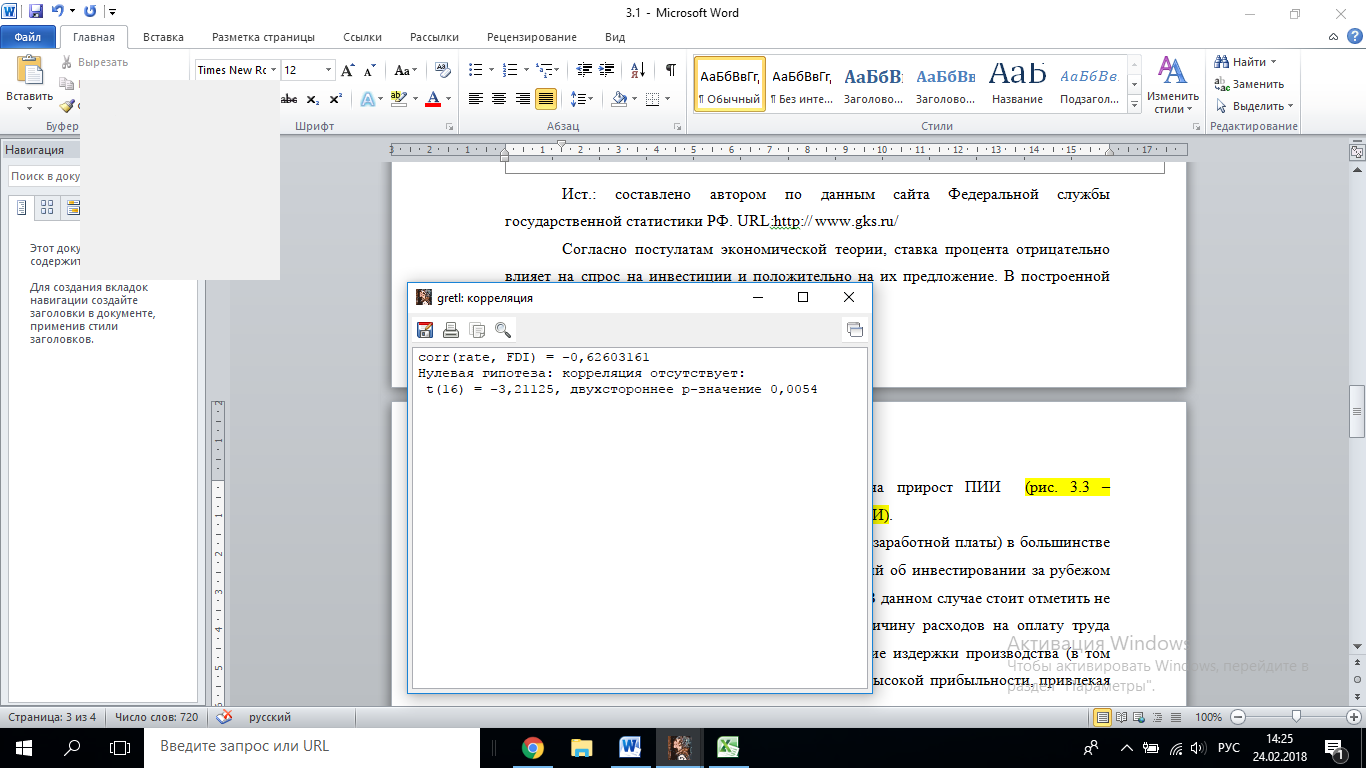 3.1 - Microsoft Word
Файл Главная Вставка Разметка страницы Ссылки Рассылки Рецензирование Вид
Вставить
Вырезать
Times New Ro 12
Буфер
Шрифт
Абзац
АаБбВвГг, АаБбВвГг, АаБбВ АаБбВв АаБ АаБбВв
¶ Обычный ¶ Без инте... Заголово... Заголово... Название Подзагол...
Стили
Изменить стили
Найти
Заменить
Выделить
Редактирование
Навигация
Поиск в доку
Этот доку
содержит
Для создания вкладок
навигации создайте
заголовки в документе,
применив стили
заголовков.
Ист.: составлено автором по данным сайта Федеральной службы
государственной статистики РФ. URL:http:// www.gks.ru/
Согласно постулатам экономической теории, ставка процента отрицательно
влияет на спрос на инвестиции и положительно на их предложение. В построенной
gretl: корреляция
corr(rate, FDI) = -0,62603161
Нулевая гипотеза: корреляция отсутствует:
t(16) = -3,21125, двухстороннее p-значение 0,0054
на прирост ПИИ (рис. 3.3 –
И).
заработной платы) в большинстве
й об инвестировании за рубежом
В данном случае стоит отметить не
ичину расходов на оплату труда
ие издержки производства (в том
ысокой прибыльности, привлекая
Активация Windows
Чтобы активировать Windows, перейдите в
раздел "Параметры".
Страница: 3 из 4 Число слов: 720 русский 100%
Введите запрос или URL
РУС
14:25
24.02.2018
1